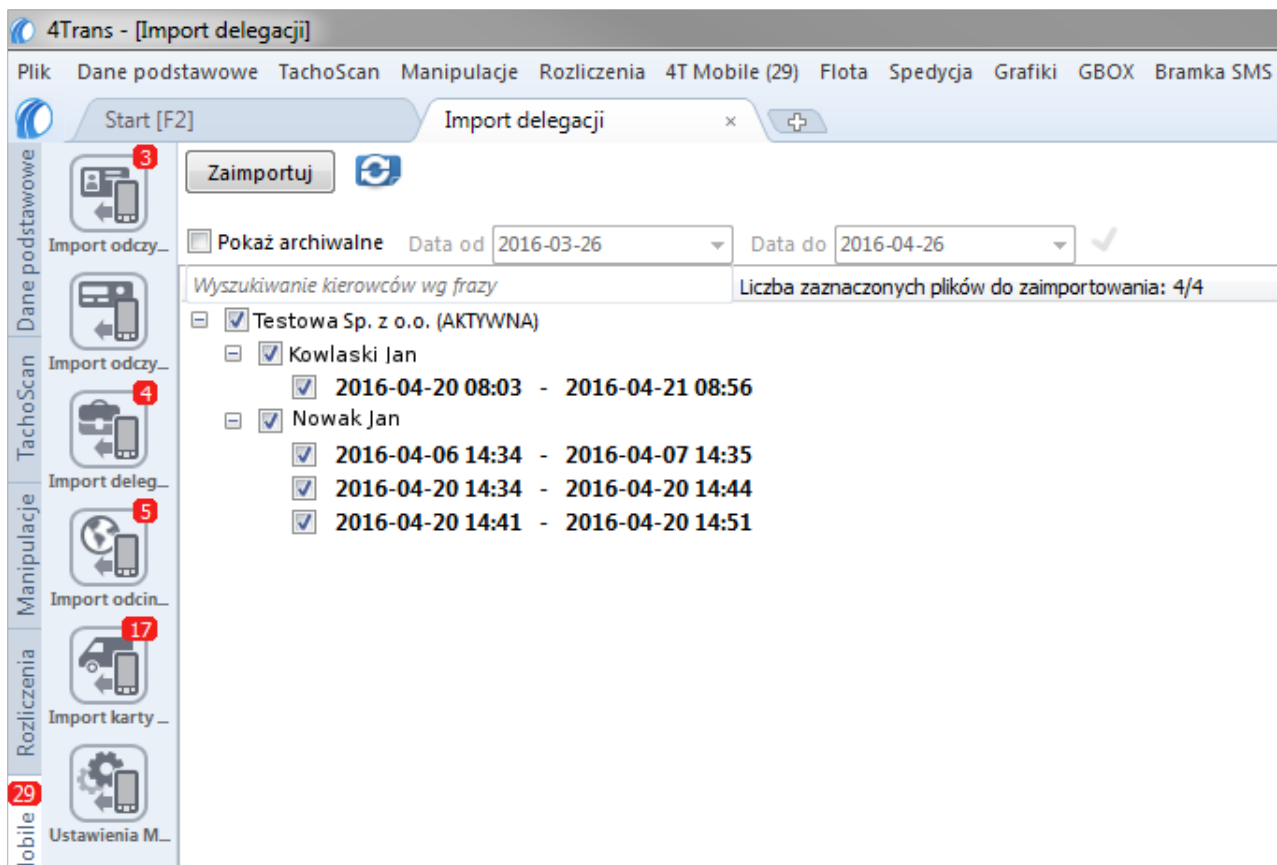 4Trans - [Import delegacji]
Plik Dane podstawowe TachoScan Manipulacje Rozliczenia 4T Mobile (29) Flota Spedycja Grafiki GBOX Bramka SMS
Start [F2] Import delegacji ×
Dane podstawowe
TachoScan
Manipulacje
Rozliczenia
29
3
Import odczy...
Import odczy...
4
Import deleg...
5
Import odcin...
17
Import karty ...
Ustawienia M...
Zaimportuj
Pokaż archiwalne Data od 2016-03-26 Data do 2016-04-26
Wyszukiwanie kierowców wg frazy Liczba zaznaczonych plików do zaimportowania: 4/4
Testowa Sp. z o.o. (AKTYWNA)
Kowlaski Jan
2016-04-20 08:03 - 2016-04-21 08:56
Nowak Jan
2016-04-06 14:34 - 2016-04-07 14:35
2016-04-20 14:34 - 2016-04-20 14:44
2016-04-20 14:41 - 2016-04-20 14:51